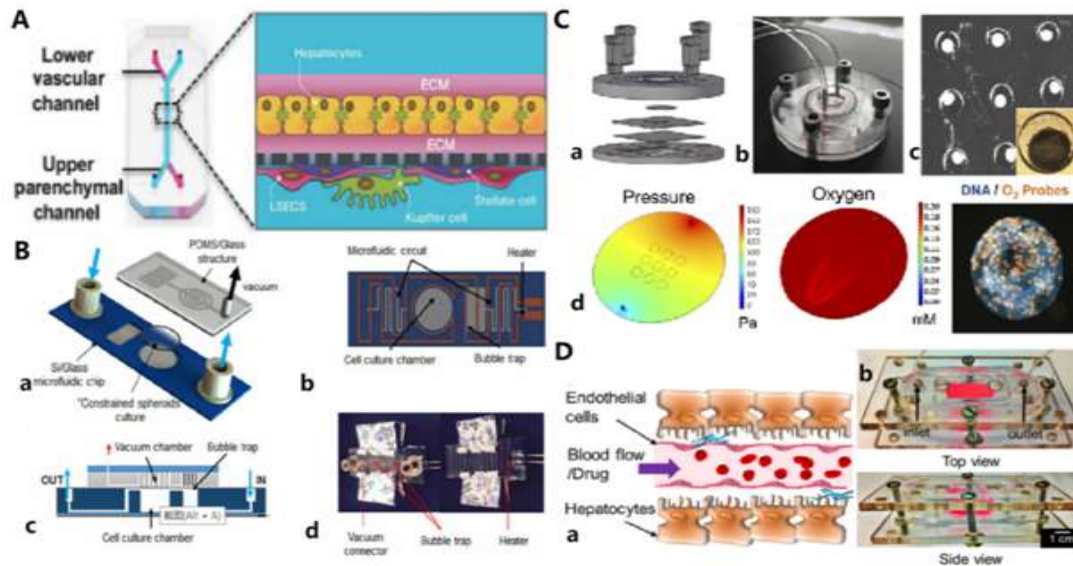 A
Lower
vascular
channel
Upper
parenchymal
channel
Hepatocytes
ECM
ECM
LSECS
Kupffer cell
Stellate cell
B
PDMS/Glass
structure
vacuum
Si/Glass
microfluidic chip
a
"Constrained spheroids"
culture
Microfluidic circuit
Heater
Cell culture chamber
Bubble trap
b
Vacuum chamber
Bubble trap
OUT
IN
(Alt + A)
c
Cell culture chamber
d
Vacuum
connector
Bubble trap
Heater
C
a
b
c
Pressure
Oxygen
DNA / O₂ Probes
d
Pa
mM
D
Endothelial
cells
Blood flow
/Drug
Hepatocytes
a
b
inlet
outlet
Top view
1 cm
Side view